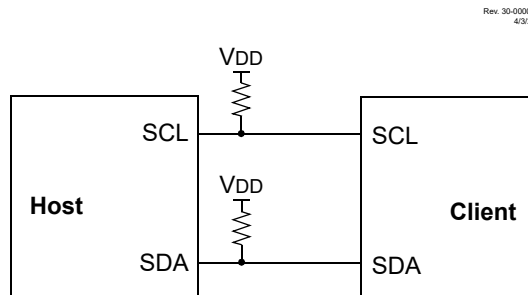 Rev. 30-0000
4/3/
VDD
SCL
SCL
VDD
Host
Client
SDA
SDA